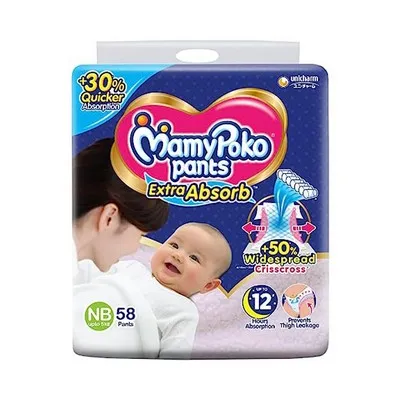 +30%
Quicker
Absorption
unicharm
ユニ・チャーム
MamyPoko
pants
Extra Absorb
+50%
Widespread
Crisscross
NB
58
Pants
UP TO
12
Hours
Absorption
Prevents
Thigh Leakage